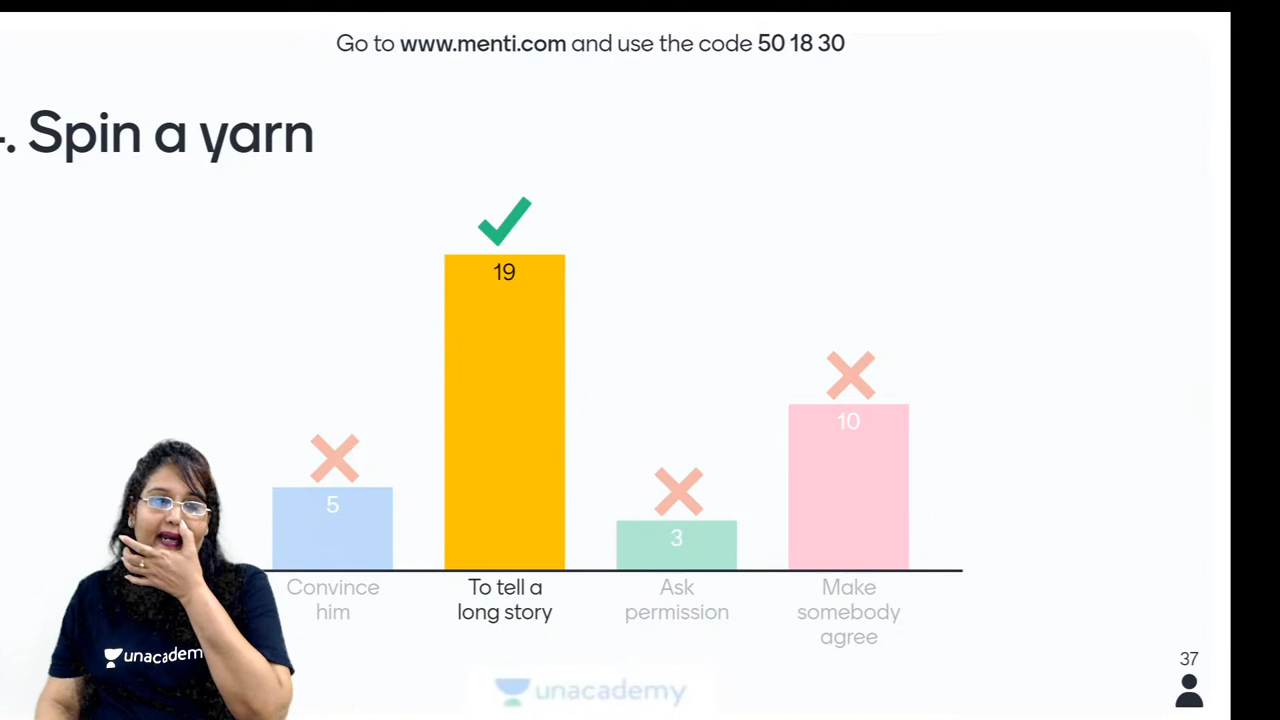 Go to www.menti.com and use the code 50 18 30
. Spin a yarn
19
10
5
3
Convince
him
To tell a
long story
Ask
permission
Make
somebody
agree
37
unacadem
unacademy